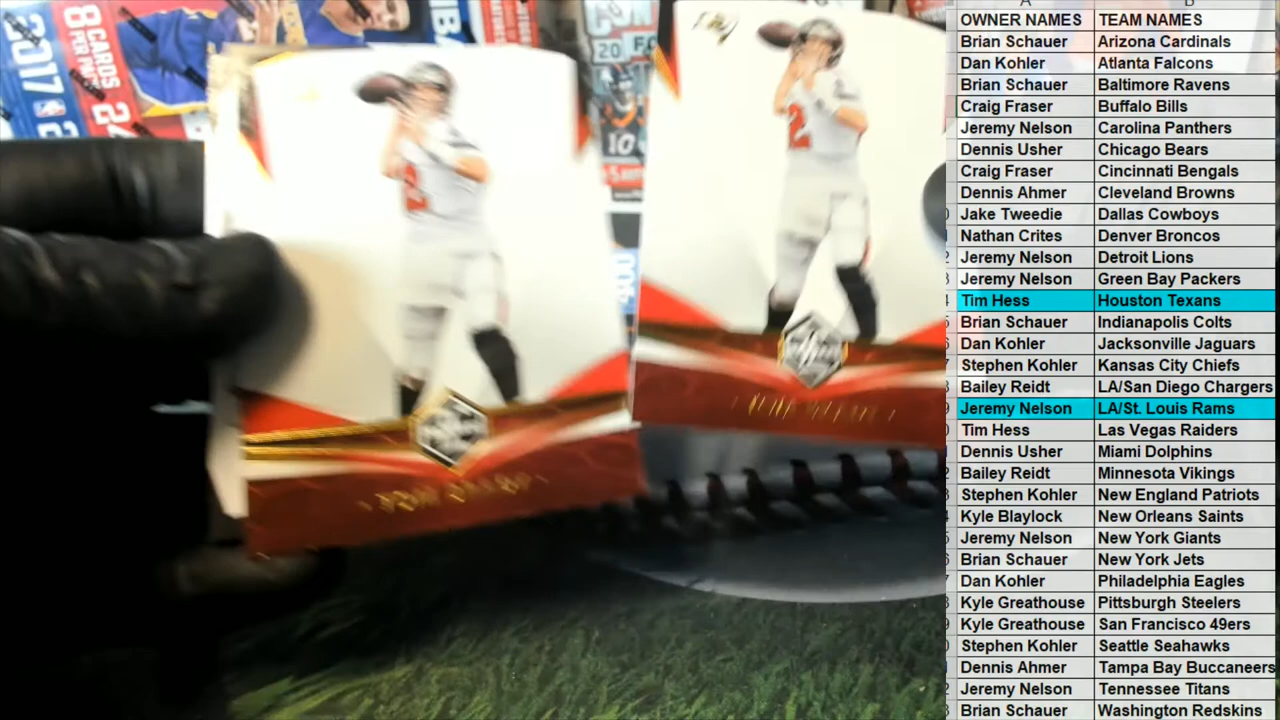 OWNER NAMES TEAM NAMES
Brian Schauer Arizona Cardinals
Dan Kohler Atlanta Falcons
Brian Schauer Baltimore Ravens
Craig Fraser Buffalo Bills
Jeremy Nelson Carolina Panthers
Dennis Usher Chicago Bears
Craig Fraser Cincinnati Bengals
Dennis Ahmer Cleveland Browns
Jake Tweedie Dallas Cowboys
Nathan Crites Denver Broncos
Jeremy Nelson Detroit Lions
Jeremy Nelson Green Bay Packers
Tim Hess Houston Texans
Brian Schauer Indianapolis Colts
Dan Kohler Jacksonville Jaguars
Stephen Kohler Kansas City Chiefs
Bailey Reidt LA/San Diego Chargers
Jeremy Nelson LA/St. Louis Rams
Tim Hess Las Vegas Raiders
Dennis Usher Miami Dolphins
Bailey Reidt Minnesota Vikings
Stephen Kohler New England Patriots
Kyle Blaylock New Orleans Saints
Jeremy Nelson New York Giants
Brian Schauer New York Jets
Dan Kohler Philadelphia Eagles
Kyle Greathouse Pittsburgh Steelers
Kyle Greathouse San Francisco 49ers
Stephen Kohler Seattle Seahawks
Dennis Ahmer Tampa Bay Buccaneers
Jeremy Nelson Tennessee Titans
Brian Schauer Washington Redskins
2017
8 CARDS
PER PACK
24
NBA
20
10
2